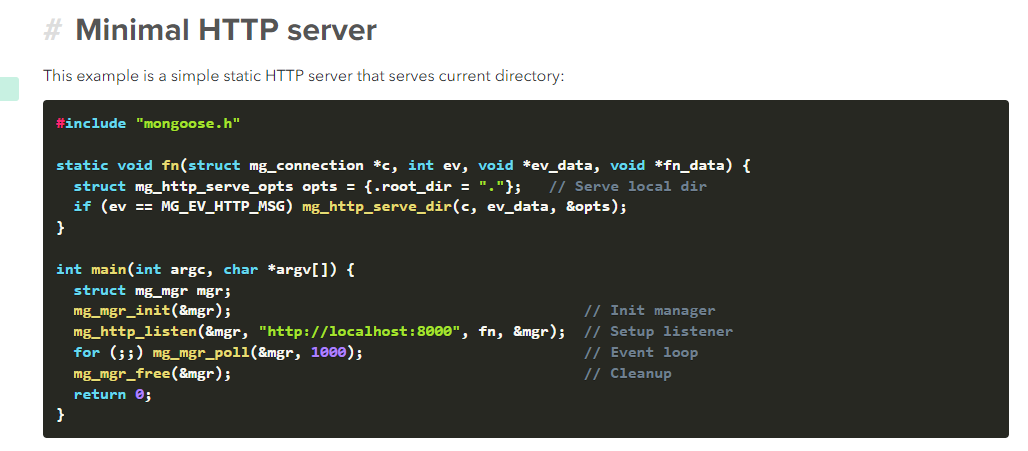 # Minimal HTTP server
This example is a simple static HTTP server that serves current directory:
#include "mongoose.h"
static void fn(struct mg_connection *c, int ev, void *ev_data, void *fn_data) {
  struct mg_http_serve_opts opts = {.root_dir = "."};   // Serve local dir
  if (ev == MG_EV_HTTP_MSG) mg_http_serve_dir(c, ev_data, &opts);
}
int main(int argc, char *argv[]) {
  struct mg_mgr mgr;
  mg_mgr_init(&mgr);                                        // Init manager
  mg_http_listen(&mgr, "http://localhost:8000", fn, &mgr);  // Setup listener
  for (;;) mg_mgr_poll(&mgr, 1000);                         // Event loop
  mg_mgr_free(&mgr);                                        // Cleanup
  return 0;
}